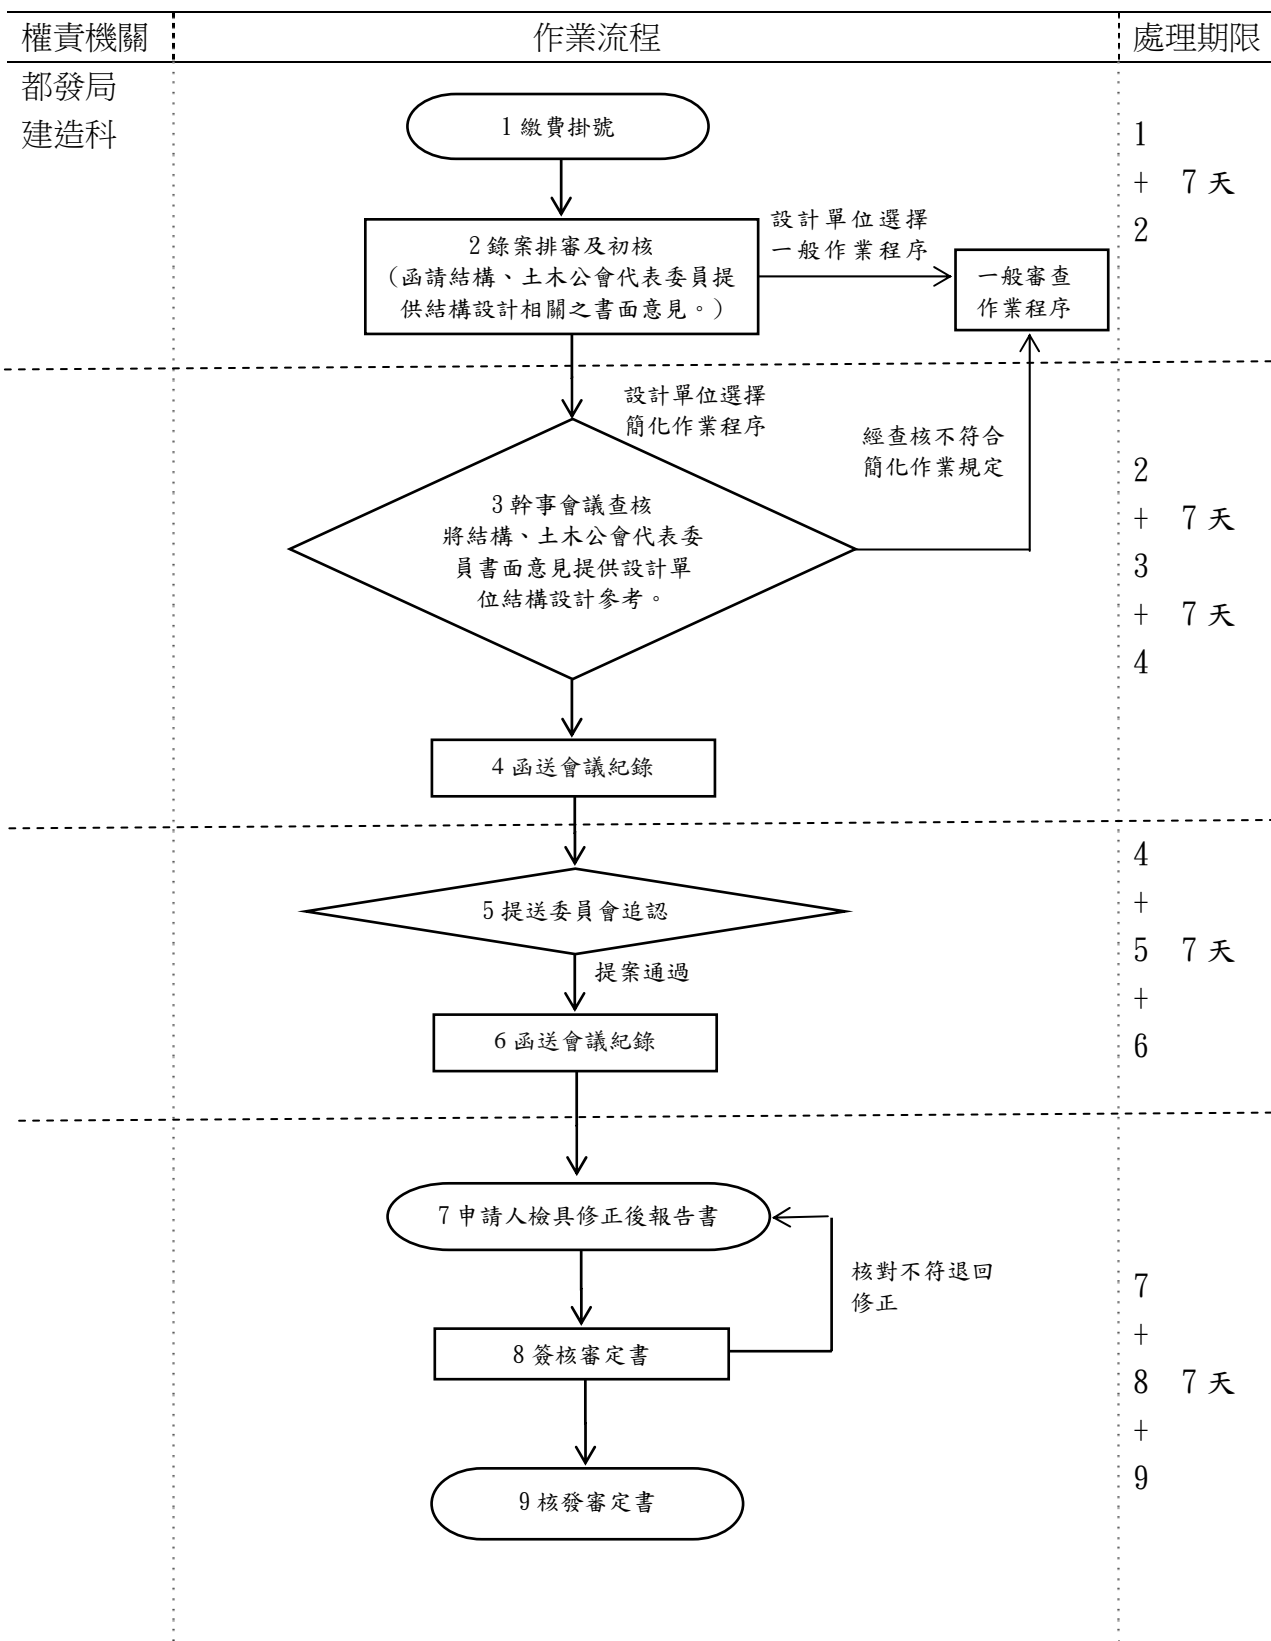 權責機關
作業流程
處理期限
都發局
建造科
1 繳費掛號
1
+ 7 天
2
2 錄案排審及初核
(函請結構、土木公會代表委員提
供結構設計相關之書面意見。)
設計單位選擇
一般作業程序
一般審查
作業程序
設計單位選擇
簡化作業程序
經查核不符合
簡化作業規定
3 幹事會議查核
將結構、土木公會代表委
員書面意見提供設計單
位結構設計參考。
2
+ 7 天
3
+ 7 天
4
4 函送會議紀錄
5 提送委員會追認
提案通過
6 函送會議紀錄
4
+
5 7 天
+
6
7 申請人檢具修正後報告書
核對不符退回
修正
8 簽核審定書
9 核發審定書
7
+
8 7 天
+
9